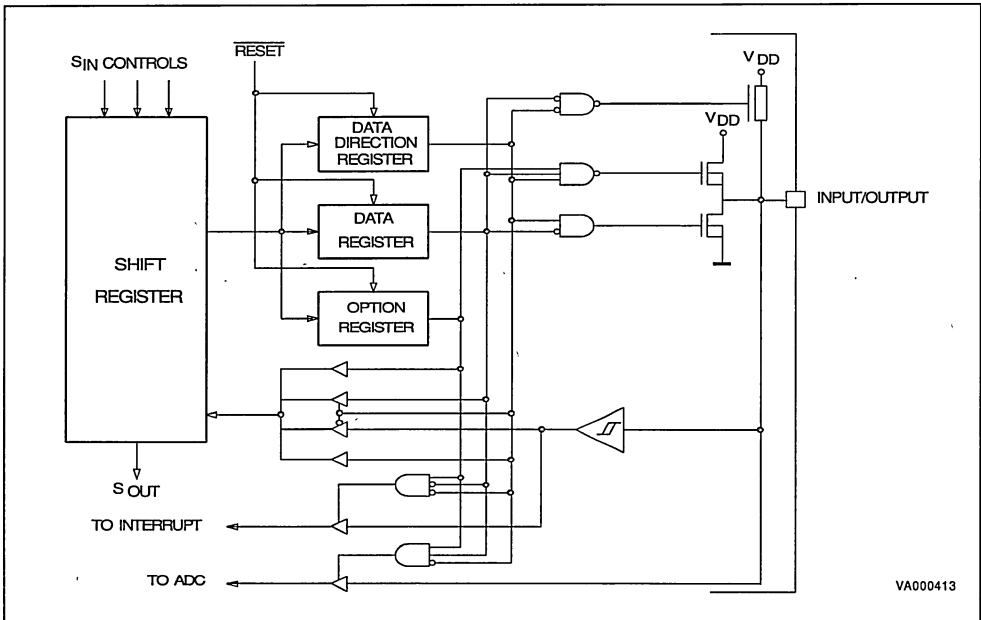 RESET
SIN CONTROLS
VDD
DATA
DIRECTION
REGISTER
VDD
DATA
REGISTER
INPUT/OUTPUT
SHIFT
REGISTER
OPTION
REGISTER
SOUT
TO INTERRUPT
TO ADC
VA000413